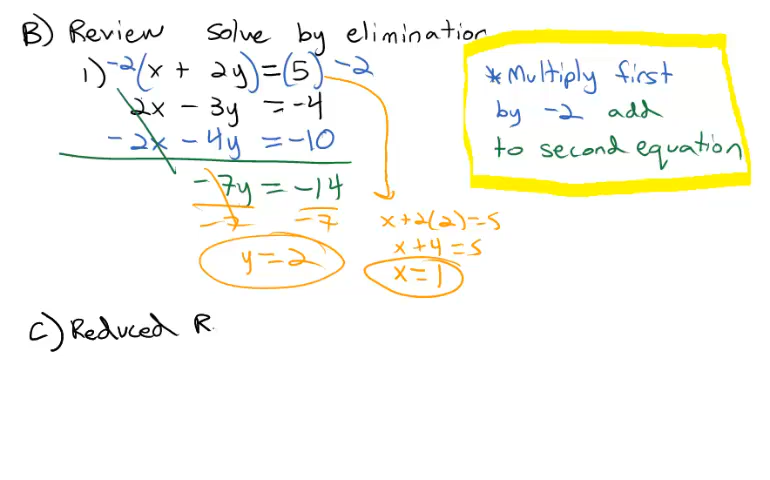 B) Review solve by elimination
1) -2(x + 2y) = (5) -2
2x - 3y = -4
-2x - 4y = -10
-7y = -14
-7 -7
y = 2
x + 2(2) = 5
x + 4 = 5
x = 1
*Multiply first
by -2 add
to second equation
C) Reduced R